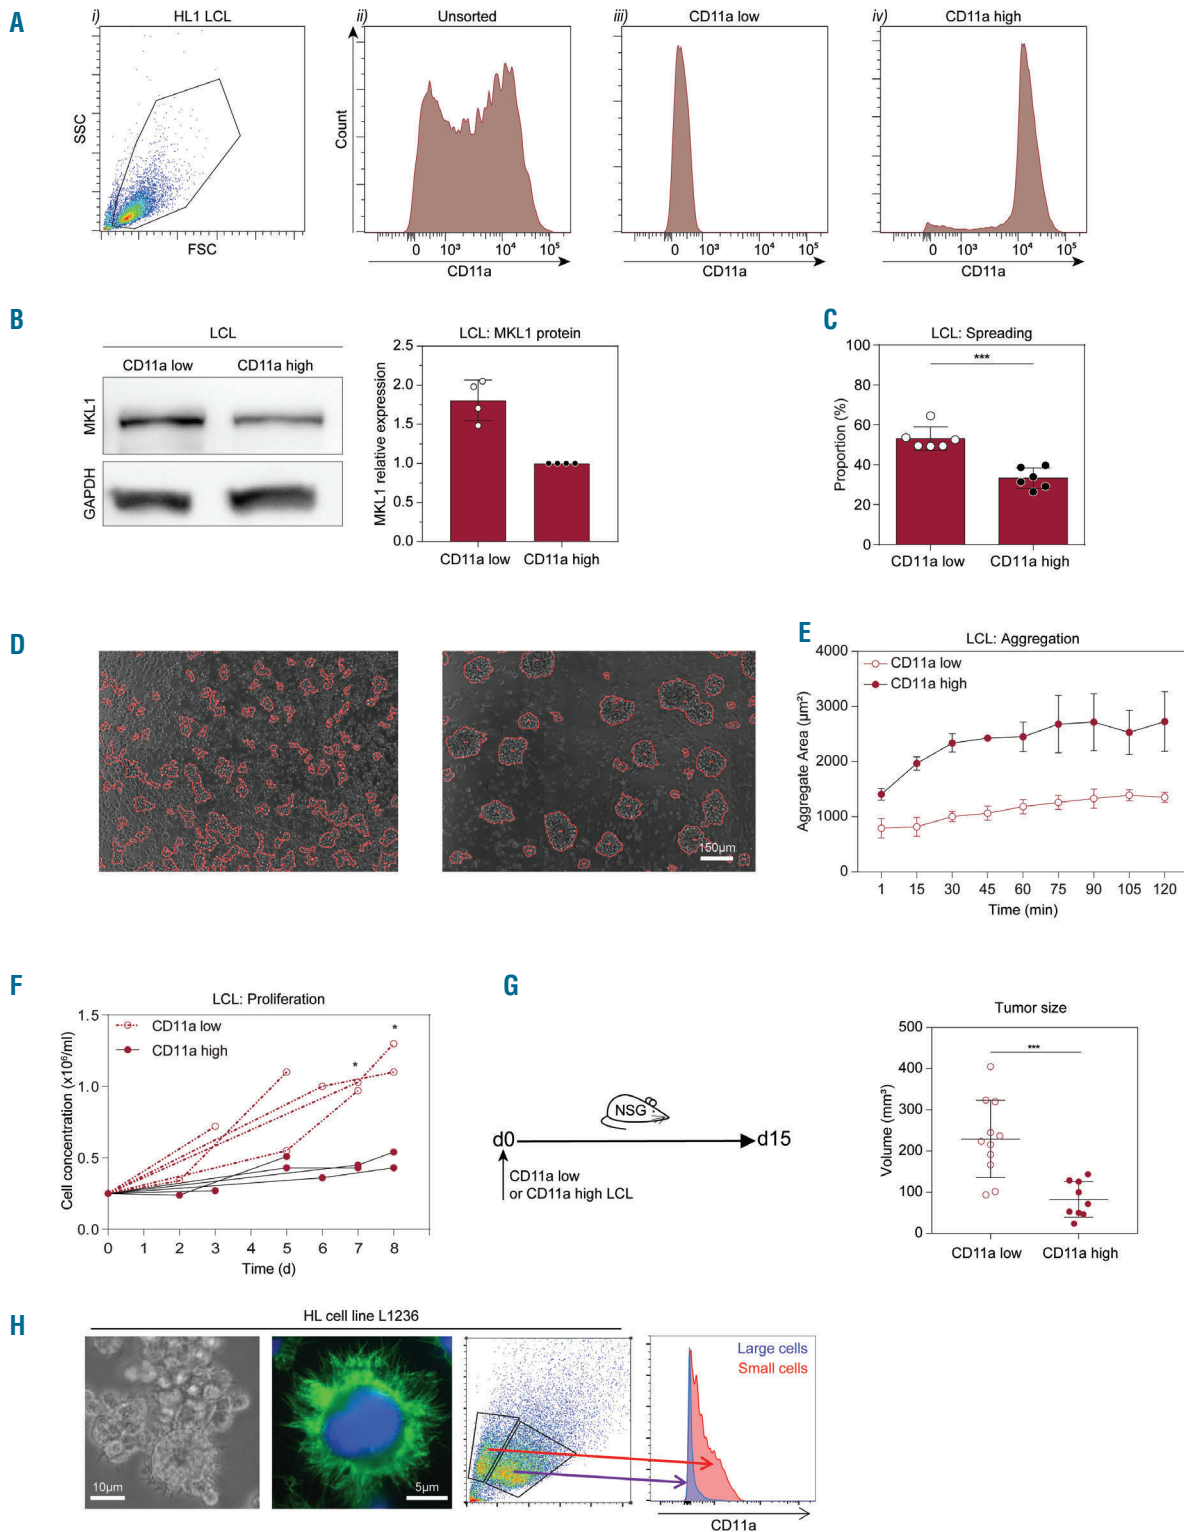 A
i) HL1 LCL
SSC
FSC
ii) Unsorted
Count
0 10³ 10⁴ 10⁵
CD11a
iii) CD11a low
0 10³ 10⁴ 10⁵
CD11a
iv) CD11a high
0 10³ 10⁴ 10⁵
CD11a
B
LCL
CD11a low CD11a high
MKL1
GAPDH
LCL: MKL1 protein
MKL1 relative expression
2.5
2.0
1.5
1.0
0.5
0.0
CD11a low CD11a high
C
LCL: Spreading
***
Proportion (%)
100
80
60
40
20
0
CD11a low CD11a high
D
150µm
E
LCL: Aggregation
CD11a low
CD11a high
Aggregate Area (µm²)
4000
3000
2000
1000
0
1 15 30 45 60 75 90 105 120
Time (min)
F
LCL: Proliferation
CD11a low
CD11a high
* *
Cell concentration (x10⁶/ml)
1.5
1.0
0.5
0.0
0 1 2 3 4 5 6 7 8
Time (d)
G
NSG
d0 d15
CD11a low
or CD11a high LCL
Tumor size
***
Volume (mm³)
500
400
300
200
100
0
CD11a low CD11a high
H
HL cell line L1236
10µm
5µm
Large cells
Small cells
CD11a